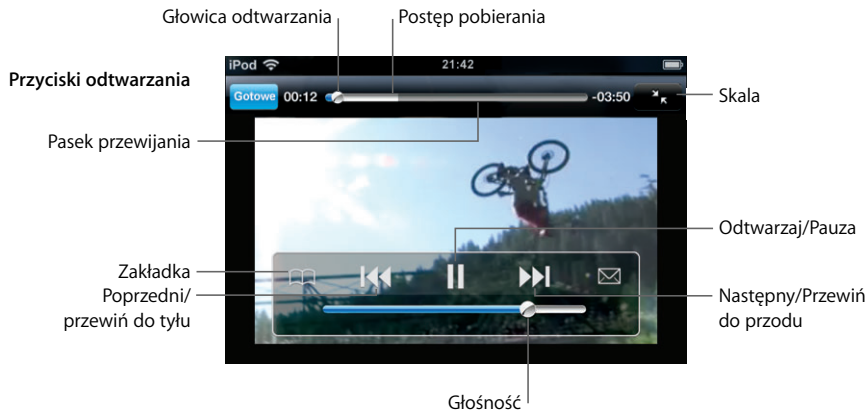 Głowica odtwarzania
Postęp pobierania
iPod
21:42
Przyciski odtwarzania
Gotowe
00:12
-03:50
Skala
Pasek przewijania
Odtwarzaj/Pauza
Zakładka
Poprzedni/
przewiń do tyłu
Następny/Przewiń
do przodu
Głośność